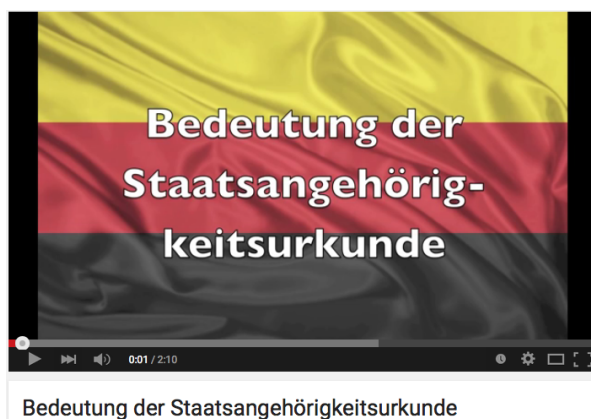 Bedeutung der
Staatsangehörig-
keitsurkunde
0:01 / 2:10
Bedeutung der Staatsangehörigkeitsurkunde